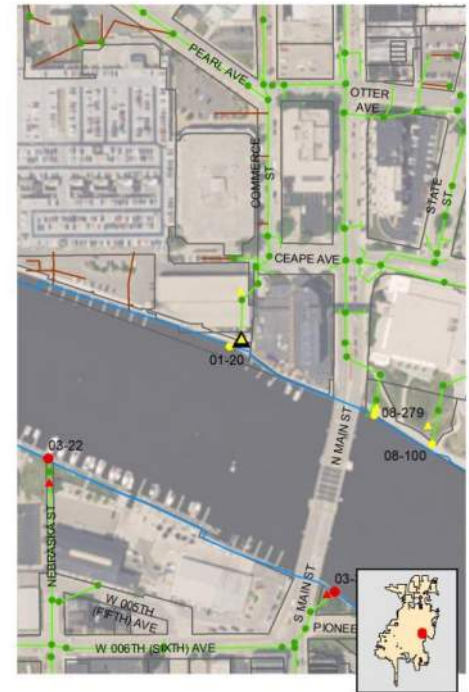 PEARL AVE
OTTER
AVE
COMMERCE
ST
STATE
ST
CEAPE AVE
01-20
08-279
N MAIN ST
08-100
03-22
NEBRASKA ST
S MAIN ST
03-
W 005TH
(FIFTH) AVE
PIONEE
W 006TH (SIXTH) AVE